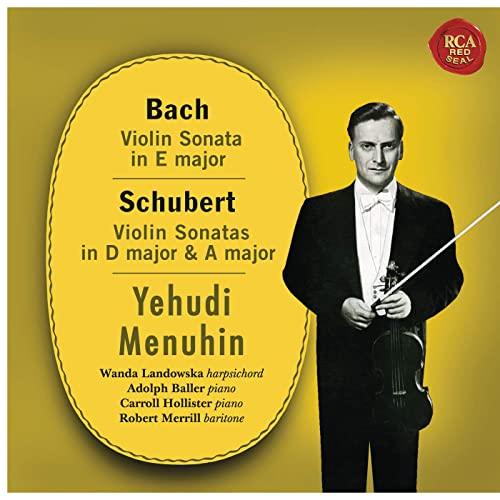 RCA
RED
SEAL
Bach
Violin Sonata
in E major
Schubert
Violin Sonatas
in D major & A major
Yehudi
Menuhin
Wanda Landowska harpsichord
Adolph Baller piano
Carroll Hollister piano
Robert Merrill baritone